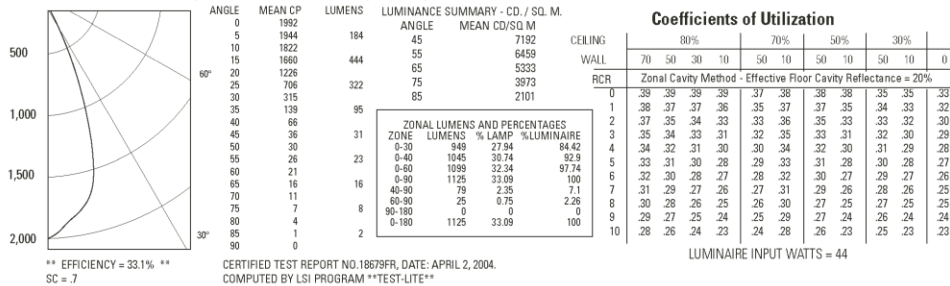 ANGLE MEAN CP LUMENS
0 1992
5 1944 184
10 1822
15 1660 444
20 1226
25 706 322
30 315
35 139 95
40 66
45 36 31
50 30
55 26 23
60 21
65 16 16
70 11
75 7 8
80 4
85 1 2
90 0
500
1,000
1,500
2,000
60°
30°
** EFFICIENCY = 33.1% **
SC = .7
LUMINANCE SUMMARY - CD. / SQ. M.
ANGLE MEAN CD/SQ M
45 7192
55 6459
65 5333
75 3973
85 2101
ZONAL LUMENS AND PERCENTAGES
ZONE LUMENS % LAMP %LUMINAIRE
0-30 949 27.94 84.42
0-40 1045 30.74 92.9
0-60 1099 32.34 97.74
0-90 1125 33.09 100
40-90 79 2.35 7.1
60-90 25 0.75 2.26
90-180 0 0 0
0-180 1125 33.09 100
CERTIFIED TEST REPORT NO.18679FR, DATE: APRIL 2, 2004.
COMPUTED BY LSI PROGRAM **TEST-LITE**
Coefficients of Utilization
CEILING 80% 70% 50% 30%
WALL 70 50 30 10 50 10 50 10 50 10 0
RCR Zonal Cavity Method - Effective Floor Cavity Reflectance = 20%
0 .39 .39 .39 .39 .37 .38 .38 .38 .35 .35 .33
1 .38 .37 .37 .36 .35 .37 .37 .35 .34 .33 .32
2 .37 .35 .34 .33 .33 .36 .35 .33 .33 .32 .30
3 .35 .34 .33 .31 .32 .35 .33 .31 .32 .30 .29
4 .34 .32 .31 .30 .30 .34 .32 .30 .31 .29 .28
5 .33 .31 .30 .28 .29 .33 .31 .28 .30 .28 .27
6 .32 .30 .28 .27 .28 .32 .30 .27 .29 .27 .26
7 .31 .29 .27 .26 .27 .31 .29 .26 .28 .26 .25
8 .30 .28 .26 .25 .26 .27 .25 .27 .25 .25
9 .29 .27 .25 .24 .25 .29 .27 .24 .26 .24 .24
10 .28 .26 .24 .23 .24 .28 .26 .23 .25 .23 .23
LUMINAIRE INPUT WATTS = 44